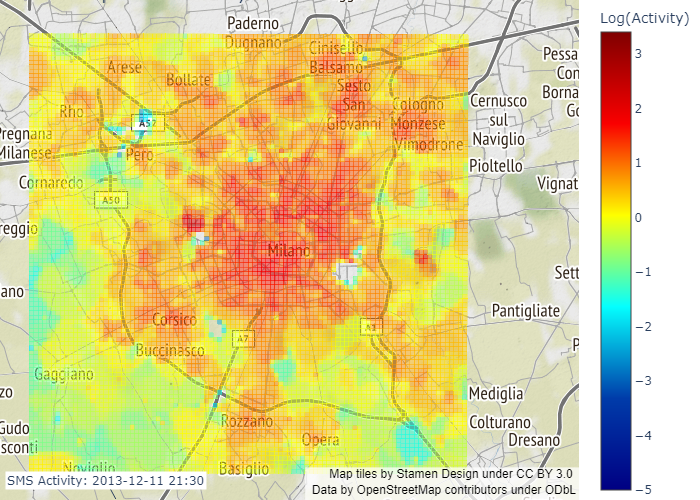 Log(Activity)
Paderno
Dugnano
Cinisello
Balsamo
Arese
Bollate
Sesto
San
Giovanni
Cologno
Monzese
Vimodrone
Cernusco
sul
Naviglio
Pessa
Con
Borna
Go
Rho
A52
Pregnana
Milanese
Pero
Pioltello
Cornaredo
Vignat
A50
reggio
Milano
Sett
ano
Pantigliate
Corsico
A7
A1
P
Buccinasco
Gaggiano
zo
Mediglia
Gudo
sconti
Rozzano
Colturano
Dresano
Opera
Noviglio
Basiglio
SMS Activity: 2013-12-11 21:30
Map tiles by Stamen Design under CC BY 3.0
Data by OpenStreetMap contributors under ODbL
3
2
1
0
−1
−2
−3
−4
−5